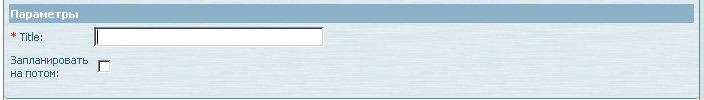 Параметры
* Title:
Запланировать
на потом: